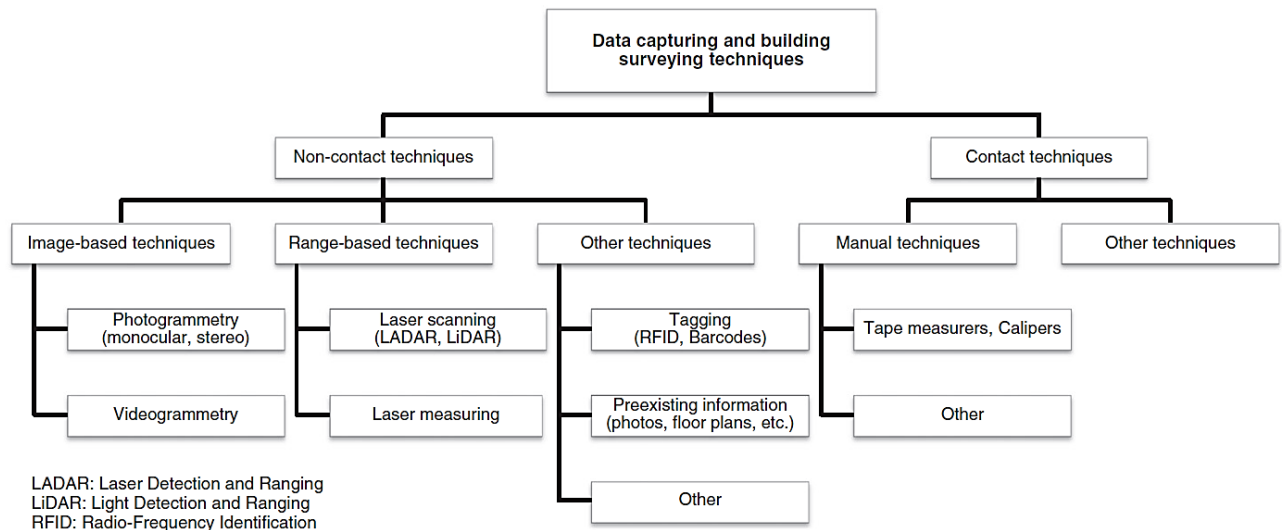 Data capturing and building
surveying techniques
Non-contact techniques
Contact techniques
Image-based techniques
Range-based techniques
Other techniques
Manual techniques
Other techniques
Photogrammetry
(monocular, stereo)
Laser scanning
(LADAR, LiDAR)
Tagging
(RFID, Barcodes)
Tape measurers, Calipers
Videogrammetry
Laser measuring
Preexisting information
(photos, floor plans, etc.)
Other
Other
LADAR: Laser Detection and Ranging
LiDAR: Light Detection and Ranging
RFID: Radio-Frequency Identification